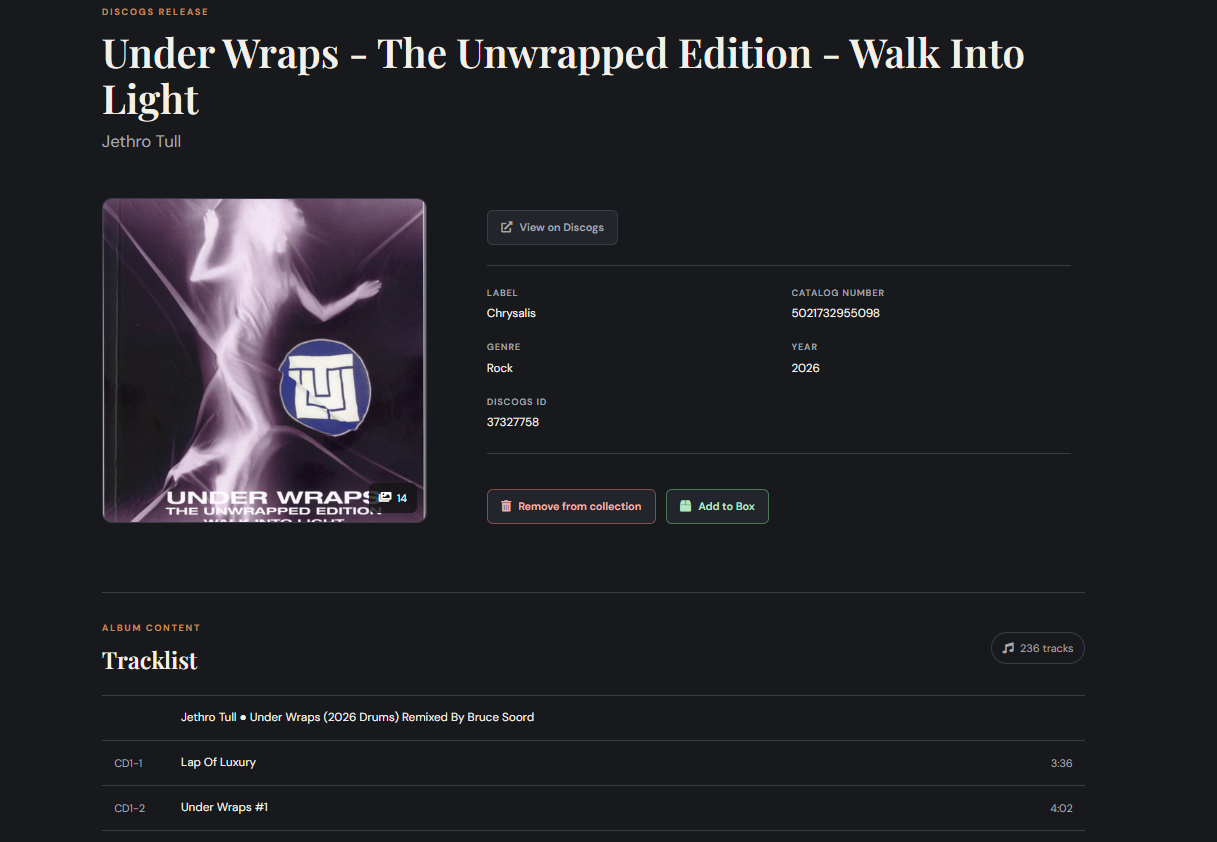 DISCOGS RELEASE
Under Wraps - The Unwrapped Edition - Walk Into
Light
Jethro Tull
View on Discogs
LABEL
Chrysalis
CATALOG NUMBER
5021732955098
GENRE
Rock
YEAR
2026
DISCOGS ID
37327758
UNDER WRAPS
THE UNWRAPPED EDITION
WALK INTO LIGHT
14
Remove from collection
Add to Box
ALBUM CONTENT
Tracklist
236 tracks
Jethro Tull ● Under Wraps (2026 Drums) Remixed By Bruce Soord
CD1-1 Lap Of Luxury 3:36
CD1-2 Under Wraps #1 4:02